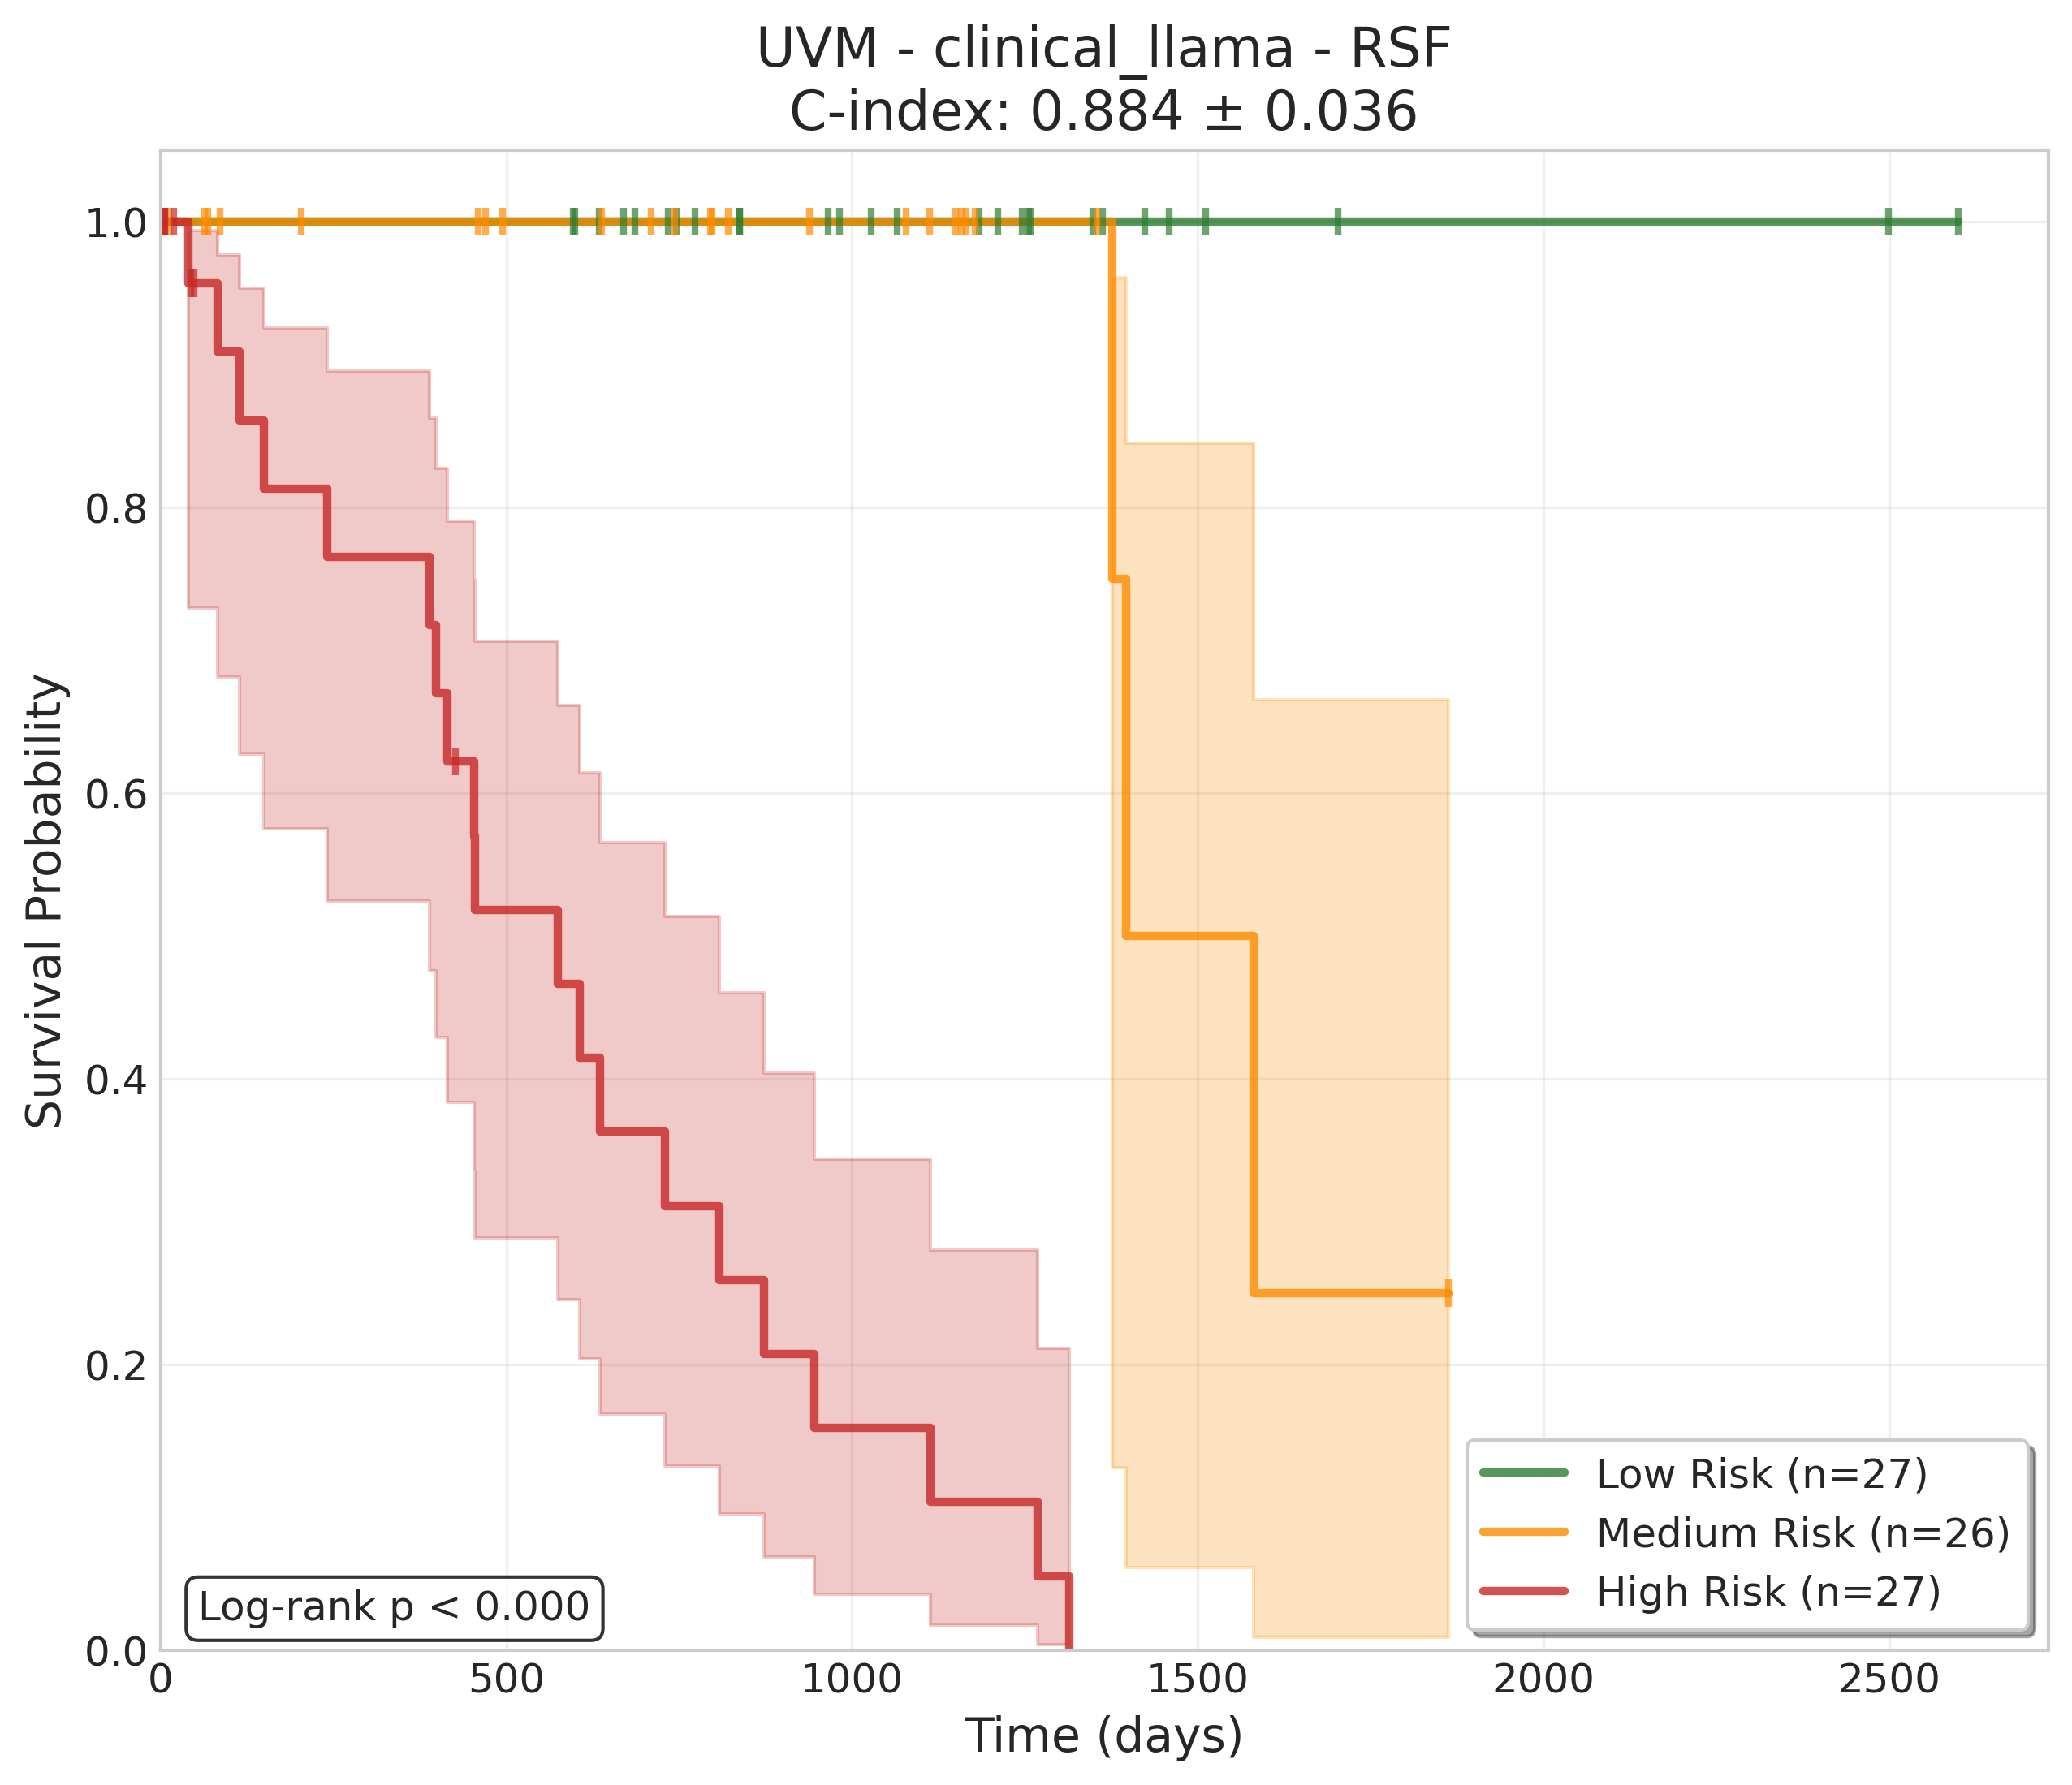 UVM - clinical_llama - RSF
C-index: 0.884 ± 0.036
Survival Probability
1.0
0.8
0.6
0.4
0.2
0.0
0
500
1000
1500
2000
2500
Time (days)
Log-rank p < 0.000
Low Risk (n=27)
Medium Risk (n=26)
High Risk (n=27)